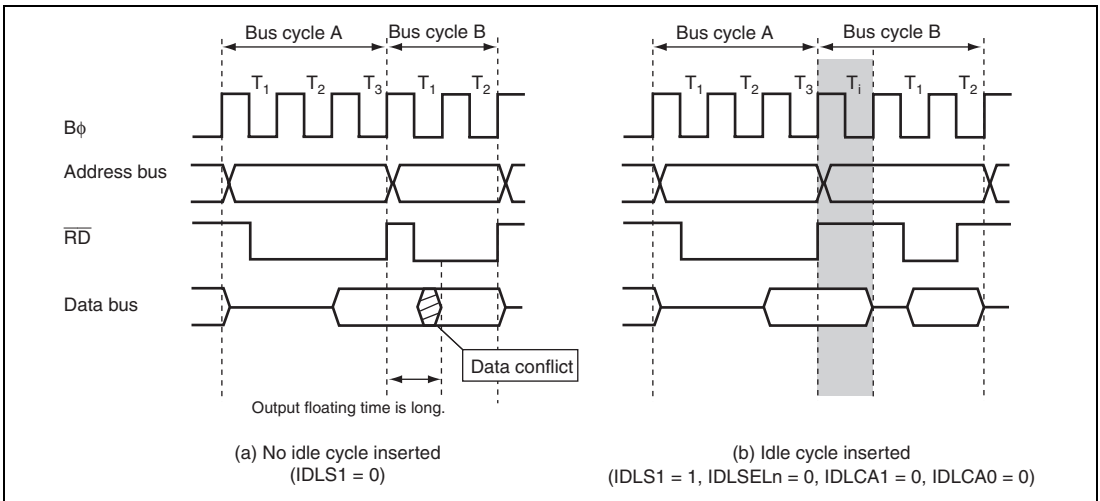 Bus cycle A Bus cycle B Bus cycle A Bus cycle B
T1 T2 T3 T1 T2 T1 T2 T3 Ti T1 T2
Bϕ
Address bus
RD
Data bus
Data conflict
Output floating time is long.
(a) No idle cycle inserted
(IDLS1 = 0)
(b) Idle cycle inserted
(IDLS1 = 1, IDLSELn = 0, IDLCA1 = 0, IDLCA0 = 0)